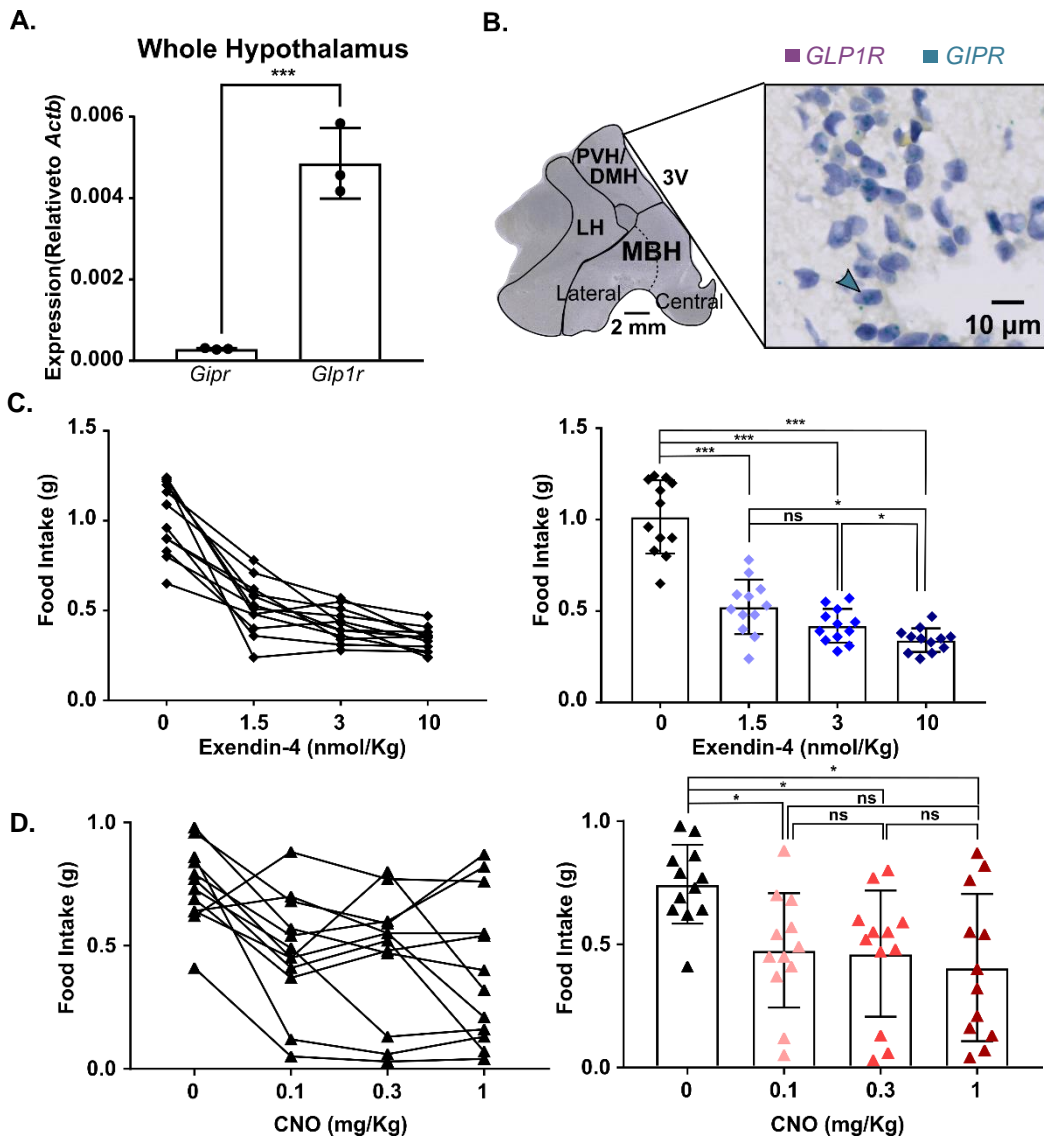 A.
Whole Hypothalamus
***
Expression(Relativeto Actb)
0.006
0.004
0.002
0.000
Gipr Glp1r
B.
GLP1R GIPR
PVH/
DMH
3V
LH
MBH
Lateral Central
2 mm
10 µm
C.
Food Intake (g)
1.5
1.0
0.5
0.0
0 1.5 3 10
Exendin-4 (nmol/Kg)
Food Intake (g)
1.5
1.0
0.5
0.0
***
***
***
*
ns *
0 1.5 3 10
Exendin-4 (nmol/Kg)
D.
Food Intake (g)
1.0
0.5
0.0
0 0.1 0.3 1
CNO (mg/Kg)
Food Intake (g)
1.0
0.5
0.0
*
*
* ns
ns ns
0 0.1 0.3 1
CNO (mg/Kg)